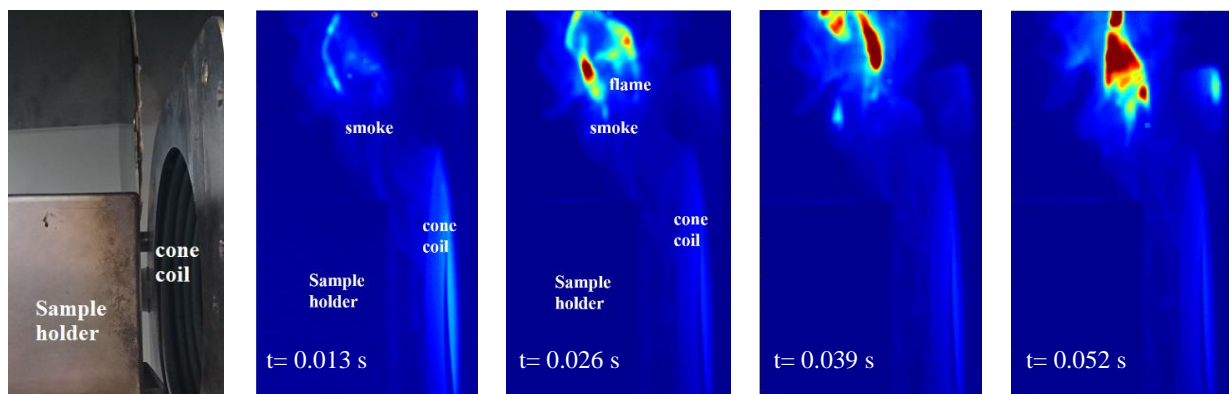 cone
coil
Sample
holder
smoke
cone
coil
Sample
holder
t= 0.013 s
flame
smoke
cone
coil
Sample
holder
t= 0.026 s
t= 0.039 s
t= 0.052 s